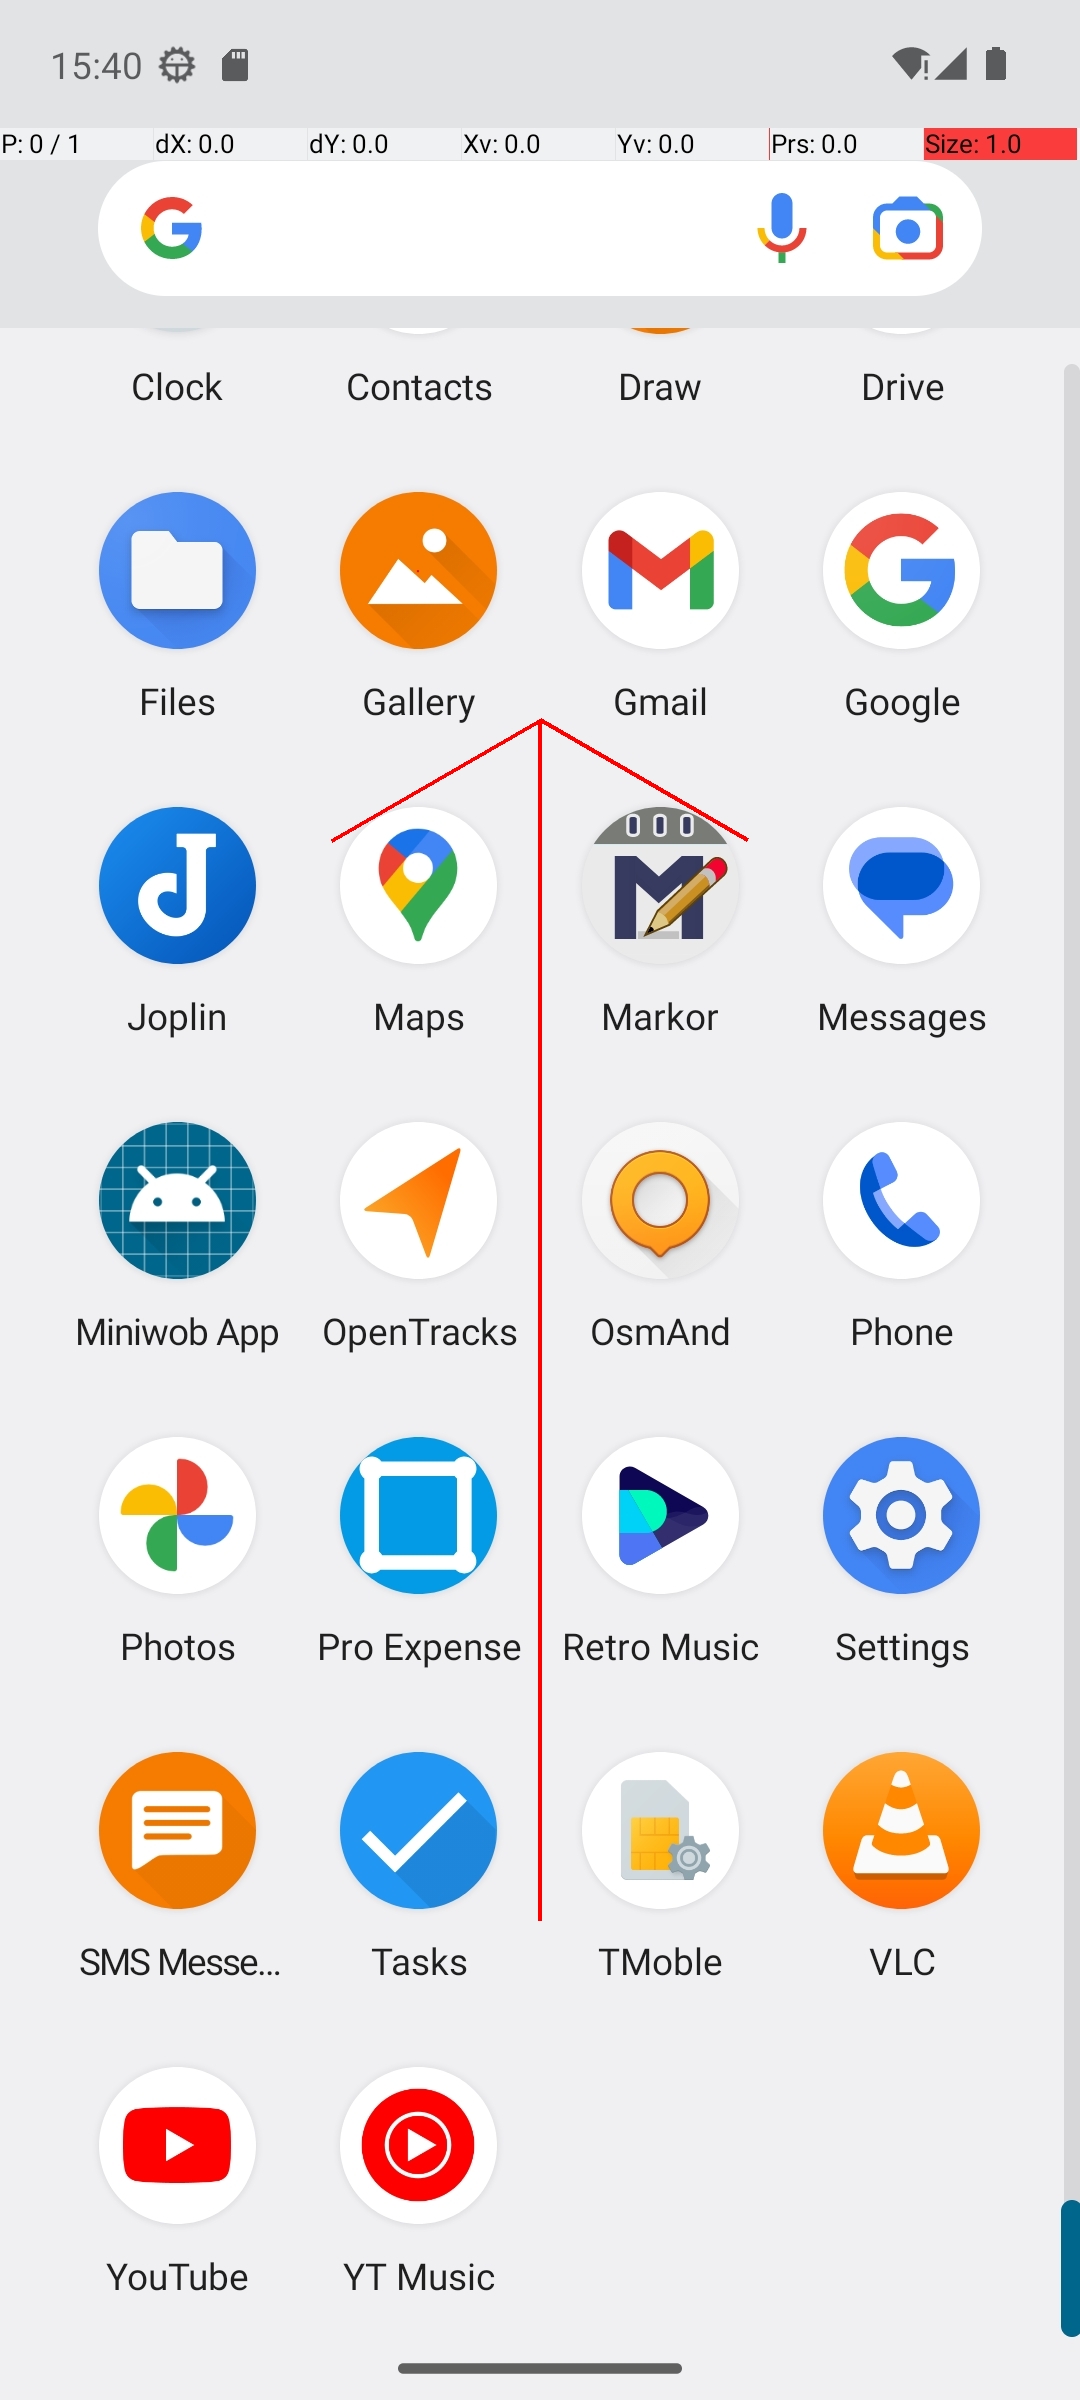 15:40
P: 0 / 1 dX: 0.0 dY: 0.0 Xv: 0.0 Yv: 0.0 Prs: 0.0 Size: 1.0
Clock Contacts Draw Drive
Files Gallery Gmail Google
Joplin Maps Markor Messages
Miniwob App OpenTracks OsmAnd Phone
Photos Pro Expense Retro Music Settings
SMS Messe... Tasks TMoble VLC
YouTube YT Music